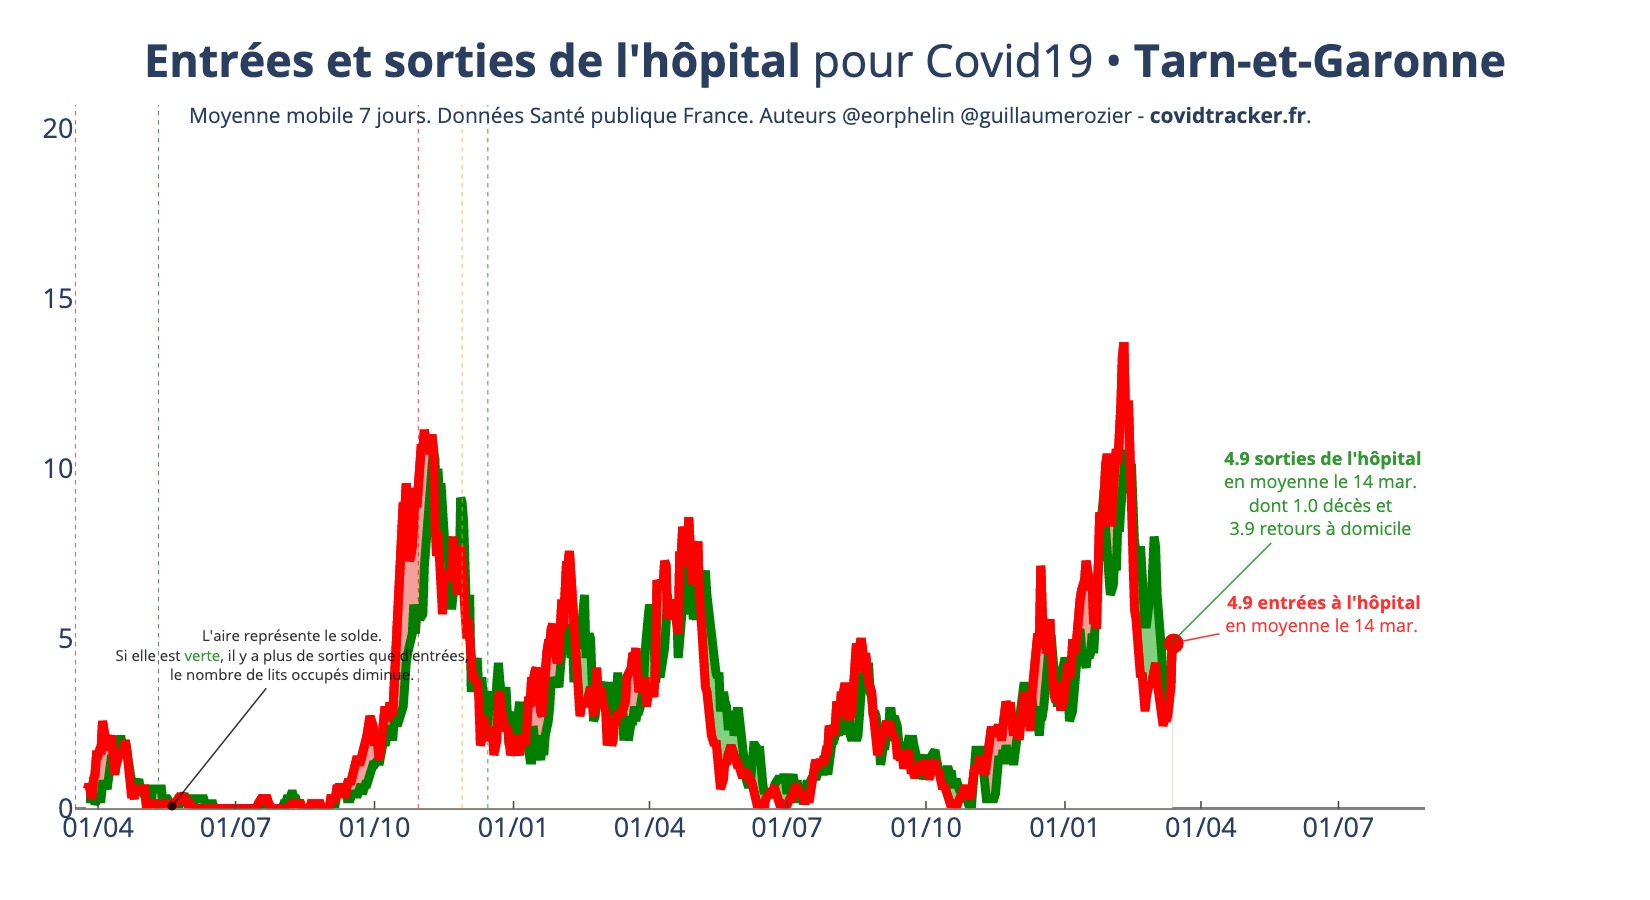 Entrées et sorties de l'hôpital pour Covid19 • Tarn-et-Garonne
Moyenne mobile 7 jours. Données Santé publique France. Auteurs @eorphelin @guillaumerozier - covidtracker.fr.
20
15
10
5
0
4.9 sorties de l'hôpital
en moyenne le 14 mar.
dont 1.0 décès et
3.9 retours à domicile
4.9 entrées à l'hôpital
en moyenne le 14 mar.
L'aire représente le solde.
Si elle est verte, il y a plus de sorties que d'entrées,
le nombre de lits occupés diminue.
01/04 01/07 01/10 01/01 01/04 01/07 01/10 01/01 01/04 01/07